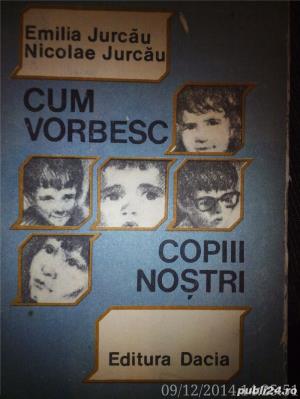 Emilia Jurcău
Nicolae Jurcău
CUM
VORBESC
COPIII
NOȘTRI
Editura Dacia
09/12/2014
publi24.ro